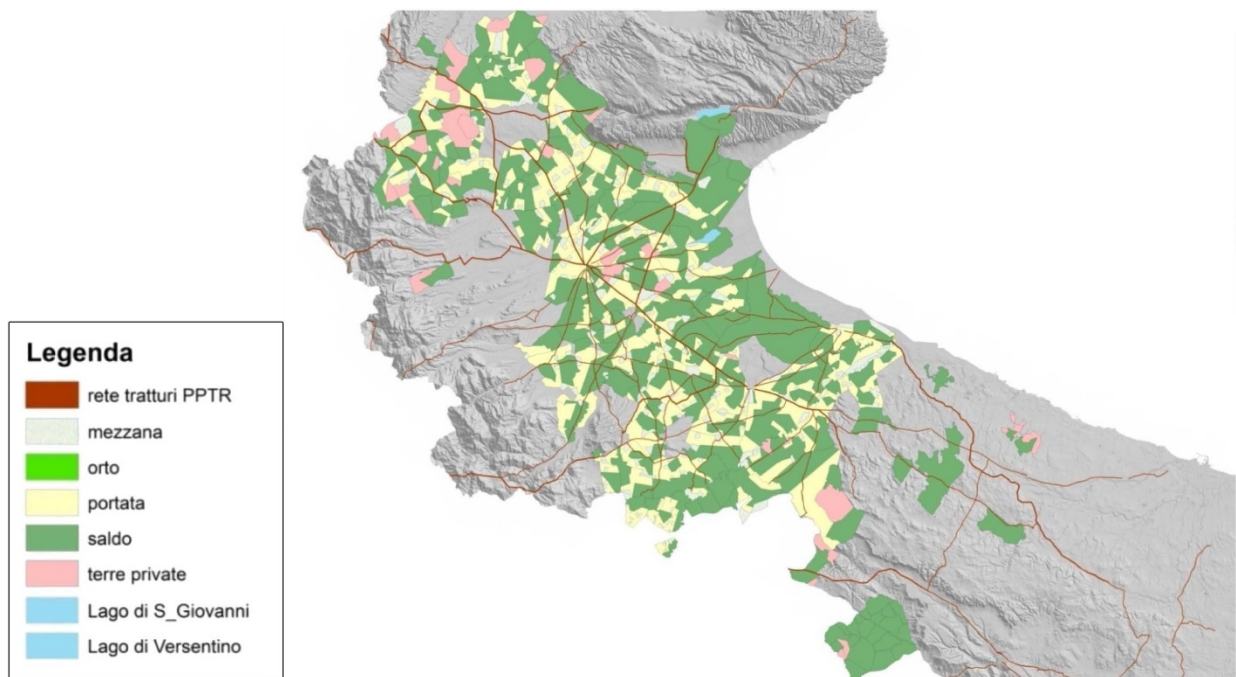 Legenda
rete tratturi PPTR
mezzana
orto
portata
saldo
terre private
Lago di S_Giovanni
Lago di Versentino